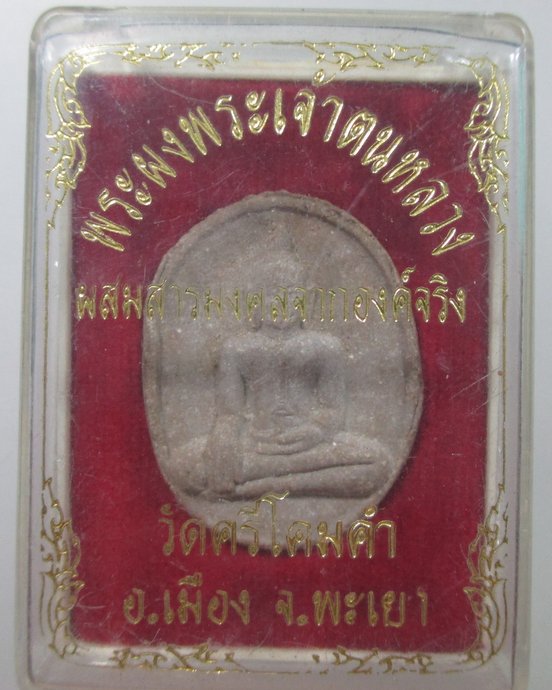 พระผงพระเจ้าตนหลวง
ผสมสารมงคลจากองค์จริง
วัดศรีโคมคำ
อ.เมือง จ.พะเยา